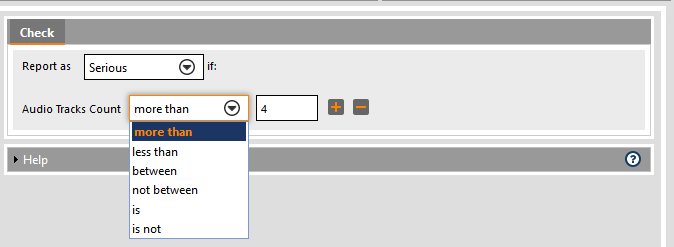 Check
Report as Serious if:
Audio Tracks Count more than 4
more than
less than
between
not between
is
is not
Help ?